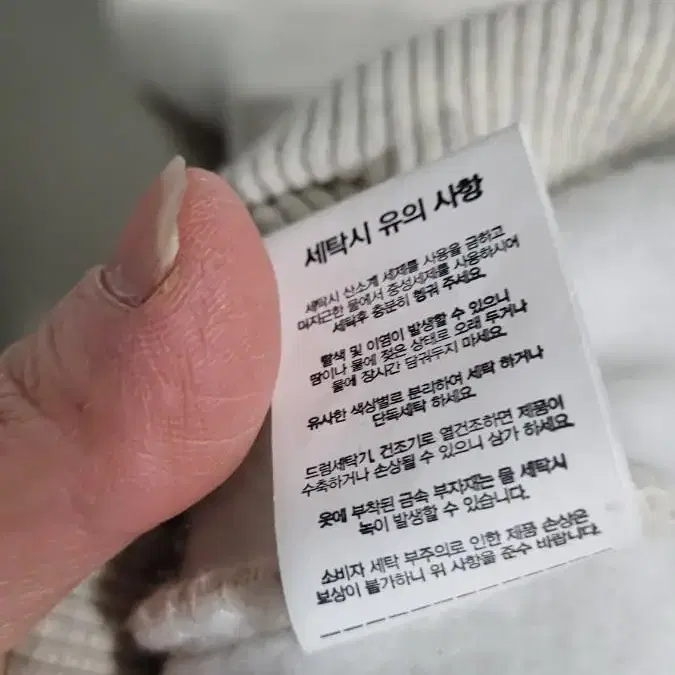 세탁시 유의 사항
세탁시 산소계 세제를 사용을 금하고
미지근한 물에서 중성세제를 사용하시며
세탁후 충분히 헹궈 주세요.
탈색 및 이염이 발생할 수 있으니
땀이나 물에 젖은 상태로 오래 두거나
물에 장시간 담궈두지 마세요.
유사한 색상별로 분리하여 세탁 하거나
단독세탁 하세요.
드럼세탁기, 건조기로 열건조하면 제품이
수축하거나 손상될 수 있으니 삼가 하세요.
옷에 부착된 금속 부자재는 물 세탁시
녹이 발생할 수 있습니다.
소비자 세탁 부주의로 인한 제품 손상은
보상이 불가하니 위 사항을 준수 바랍니다.